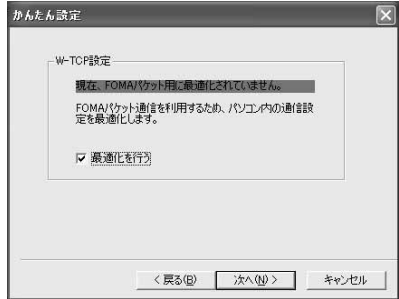 かんたん設定
W-TCP設定
現在、FOMAパケット用に最適化されていません。
FOMAパケット通信を利用するため、パソコン内の通信設
定を最適化します。
最適化を行う
< 戻る(B)
次へ(N) >
キャンセル